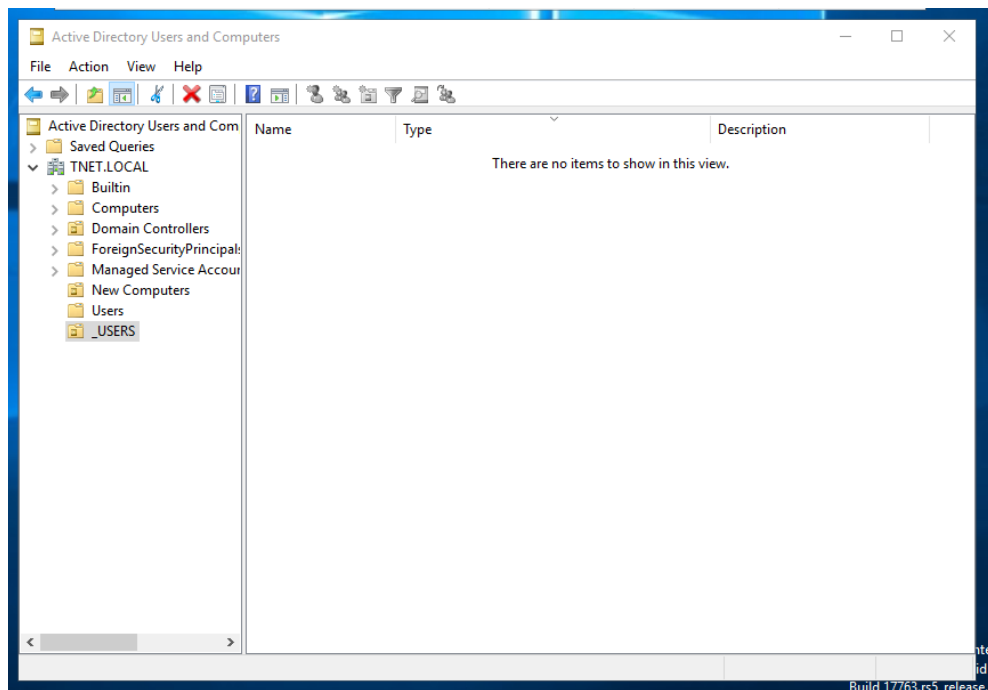 Active Directory Users and Computers
File Action View Help
Active Directory Users and Com
Name Type Description
Saved Queries
There are no items to show in this view.
TNET.LOCAL
Builtin
Computers
Domain Controllers
ForeignSecurityPrincipals
Managed Service Accour
New Computers
Users
_USERS
Build 17763.rs5_release